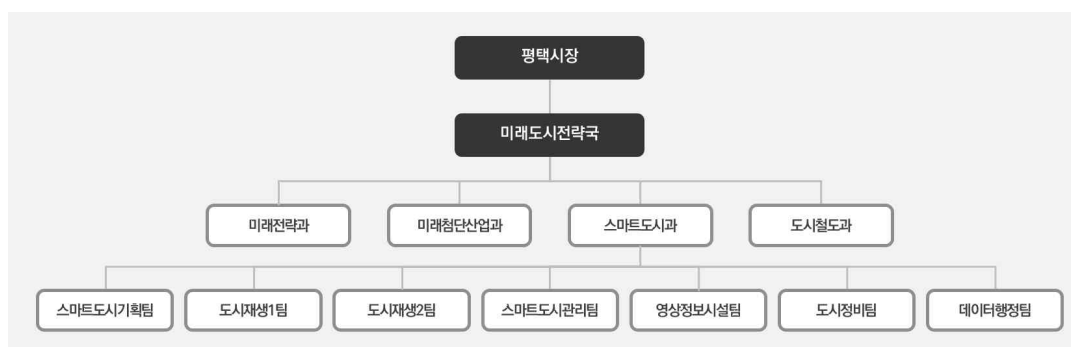 평택시장
미래도시전략국
미래전략과
미래첨단산업과
스마트도시과
도시철도과
스마트도시기획팀
도시재생1팀
도시재생2팀
스마트도시관리팀
영상정보시설팀
도시정비팀
데이터행정팀